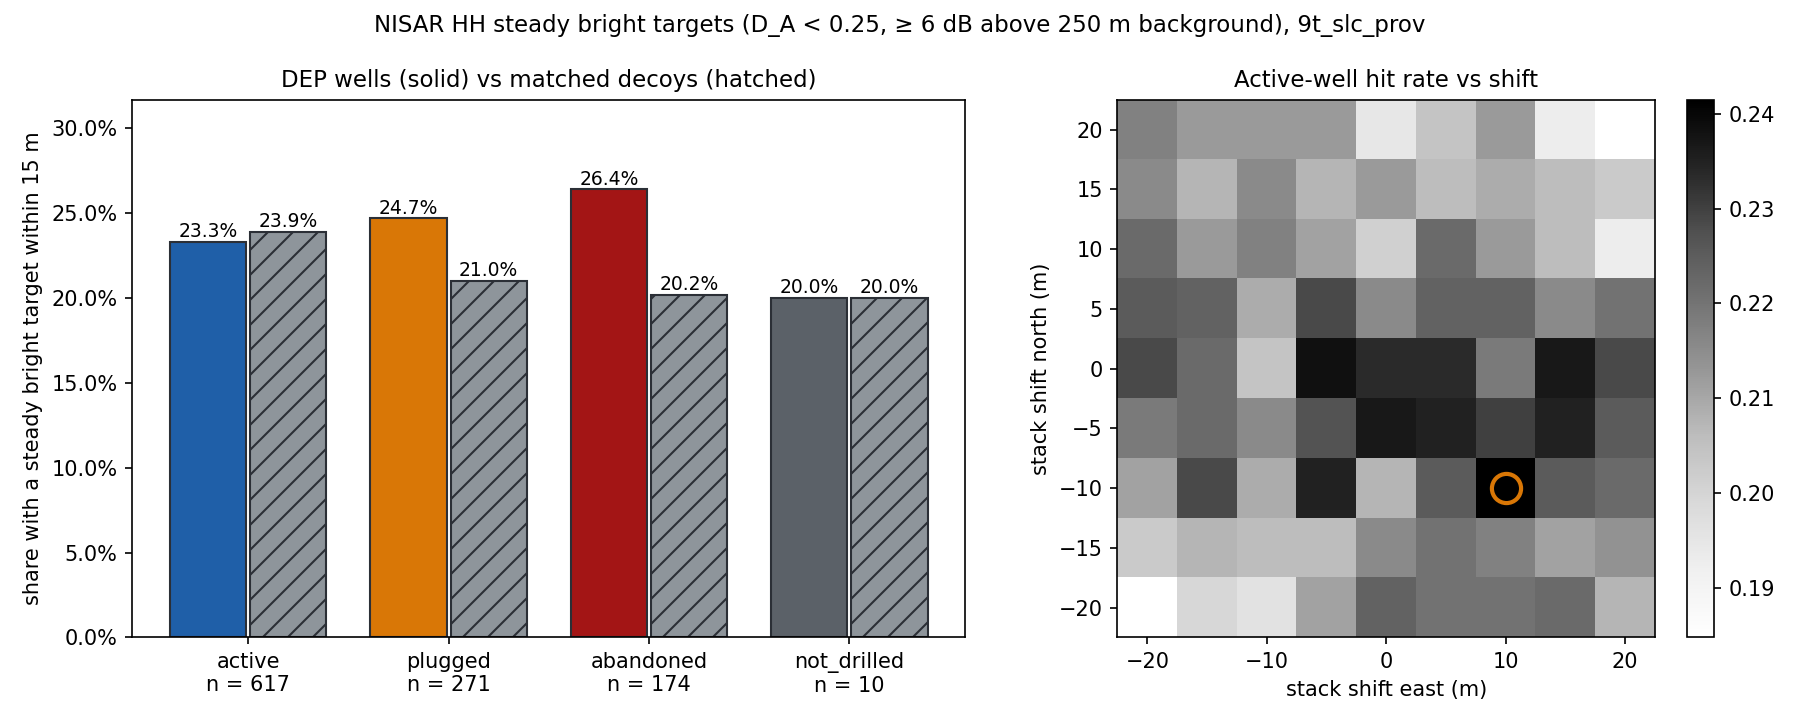 NISAR HH steady bright targets (D_A < 0.25, ≥ 6 dB above 250 m background), 9t_slc_prov
DEP wells (solid) vs matched decoys (hatched)
share with a steady bright target within 15 m
30.0%
25.0%
20.0%
15.0%
10.0%
5.0%
0.0%
23.3%
23.9%
24.7%
21.0%
26.4%
20.2%
20.0%
20.0%
active
n = 617
plugged
n = 271
abandoned
n = 174
not_drilled
n = 10
Active-well hit rate vs shift
stack shift north (m)
20
15
10
5
0
−5
−10
−15
−20
−20
−10
0
10
20
stack shift east (m)
0.24
0.23
0.22
0.21
0.20
0.19